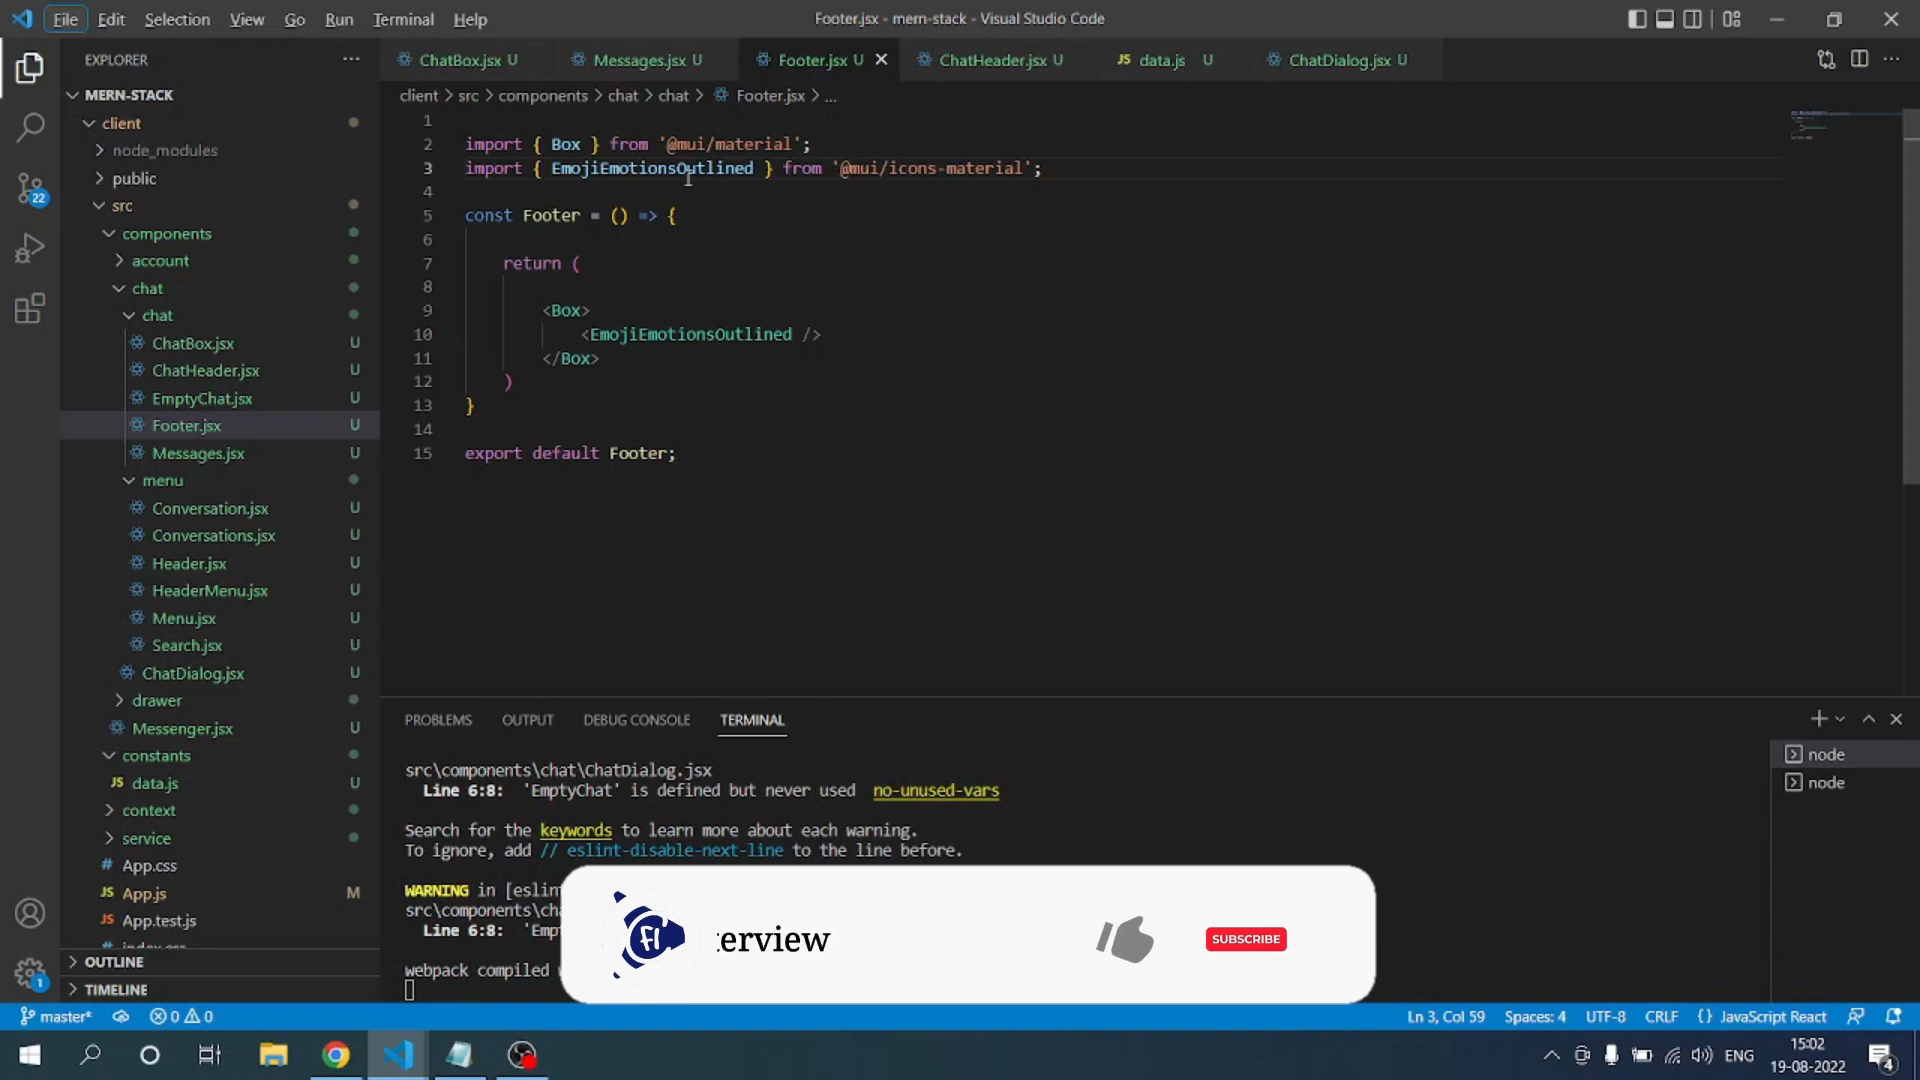 File Edit Selection View Go Run Terminal Help
Footer.jsx - mern-stack - Visual Studio Code
EXPLORER
MERN-STACK
client
node_modules
public
src
components
account
chat
chat
ChatBox.jsx U
ChatHeader.jsx U
EmptyChat.jsx U
Footer.jsx U
Messages.jsx U
menu
Conversation.jsx U
Conversations.jsx U
Header.jsx U
HeaderMenu.jsx U
Menu.jsx U
Search.jsx U
ChatDialog.jsx U
drawer
Messenger.jsx U
constants
JS data.js U
context
service
# App.css
JS App.js M
JS App.test.js
OUTLINE
TIMELINE
22
1
ChatBox.jsx U Messages.jsx U Footer.jsx U ChatHeader.jsx U JS data.js U ChatDialog.jsx U
client > src > components > chat > chat > Footer.jsx > ...
1
2 import { Box } from '@mui/material';
3 import { EmojiEmotionsOutlined } from '@mui/icons-material';
4
5 const Footer = () => {
6
7 return (
8
9 <Box>
10 <EmojiEmotionsOutlined />
11 </Box>
12 )
13 }
14
15 export default Footer;
PROBLEMS OUTPUT DEBUG CONSOLE TERMINAL
src\components\chat\ChatDialog.jsx
Line 6:8: 'EmptyChat' is defined but never used no-unused-vars
Search for the keywords to learn more about each warning.
To ignore, add // eslint-disable-next-line to the line before.
WARNING in [eslin
src\components\ch
Line 6:8: 'Emp
webpack compiled
node
node
FI
erview
SUBSCRIBE
master* 0 0
Ln 3, Col 59 Spaces: 4 UTF-8 CRLF {} JavaScript React
ENG
15:02
19-08-2022
4